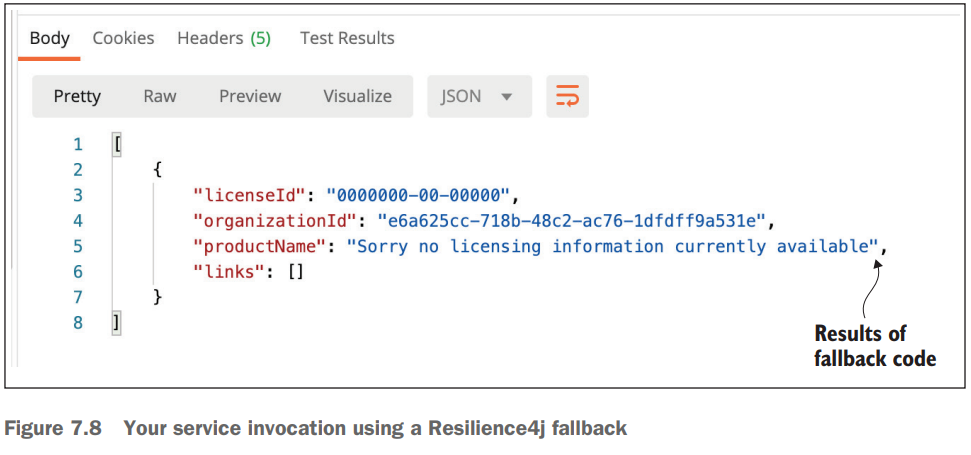 Body Cookies Headers (5) Test Results
Pretty Raw Preview Visualize JSON
1 [
2 {
3 "licenseId": "0000000-00-00000",
4 "organizationId": "e6a625cc-718b-48c2-ac76-1dfdff9a531e",
5 "productName": "Sorry no licensing information currently available",
6 "links": []
7 }
8 ]
Results of
fallback code
Figure 7.8 Your service invocation using a Resilience4j fallback